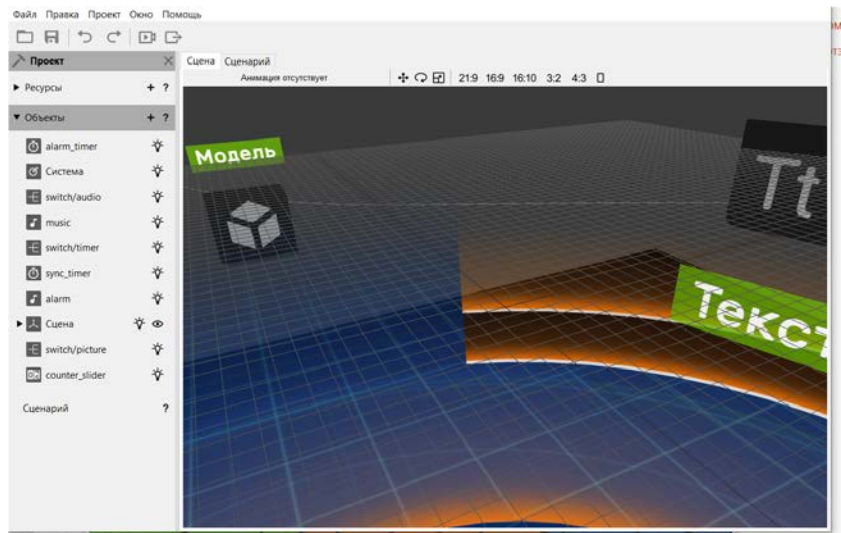 Файл Правка Проект Окно Помощь
Проект
Ресурсы + ?
Объекты + ?
alarm_timer
Система
switch/audio
music
switch/timer
sync_timer
alarm
Сцена
switch/picture
counter_slider
Сценарий ?
Сцена Сценарий
Анимация отсутствует 21:9 16:9 16:10 3:2 4:3
Модель
Tt
Текст